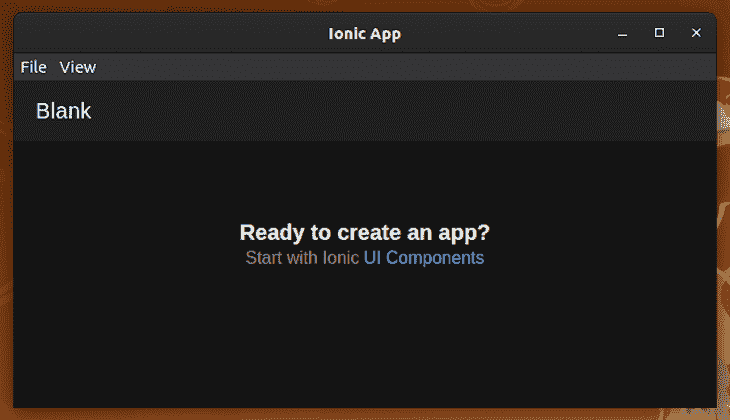 Ionic App
File View
Blank
Ready to create an app?
Start with Ionic UI Components